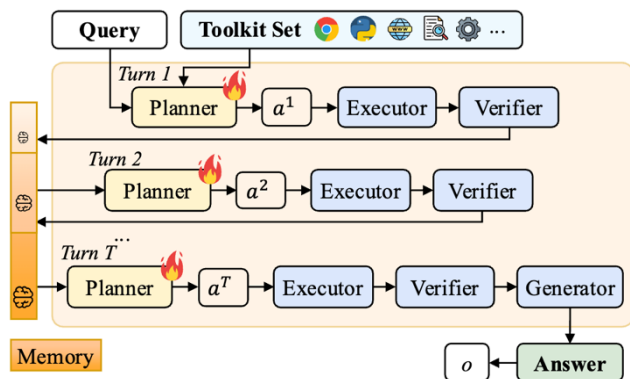 Query
Toolkit Set ...
Turn 1
Planner a¹ Executor Verifier
Turn 2
Planner a² Executor Verifier
...
Turn T
Planner aᵀ Executor Verifier Generator
Memory
o Answer